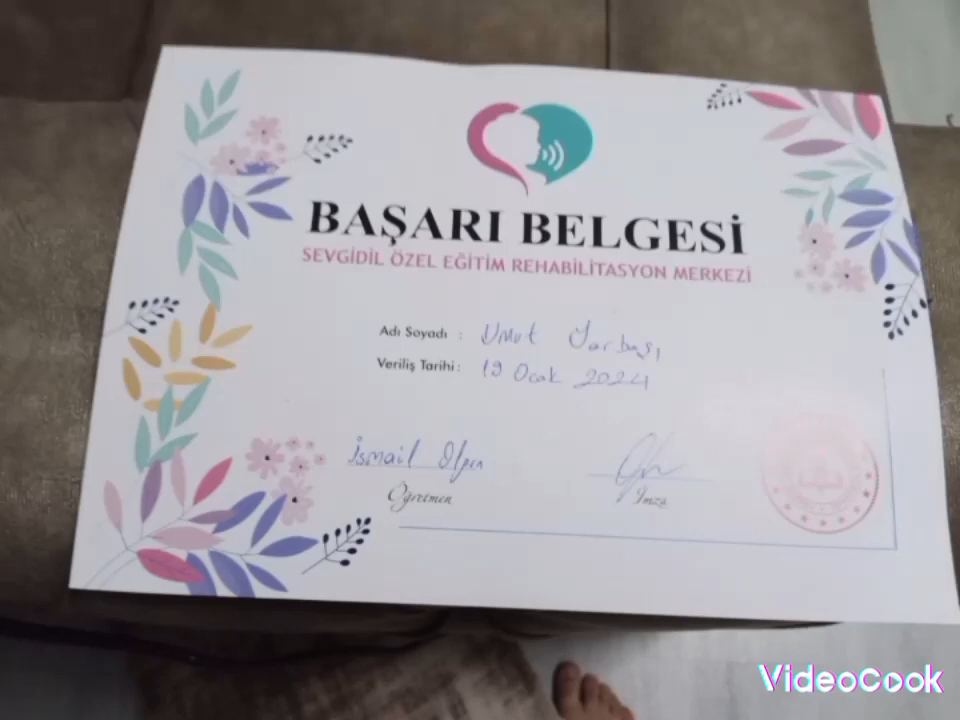 BAŞARI BELGESİ
SEVGİDİL ÖZEL EĞİTİM REHABİLİTASYON MERKEZİ
Adı Soyadı : Umut Yarbaşı
Veriliş Tarihi : 19 Ocak 2024
İsmail
Öğretmen
İmza
VideoCook